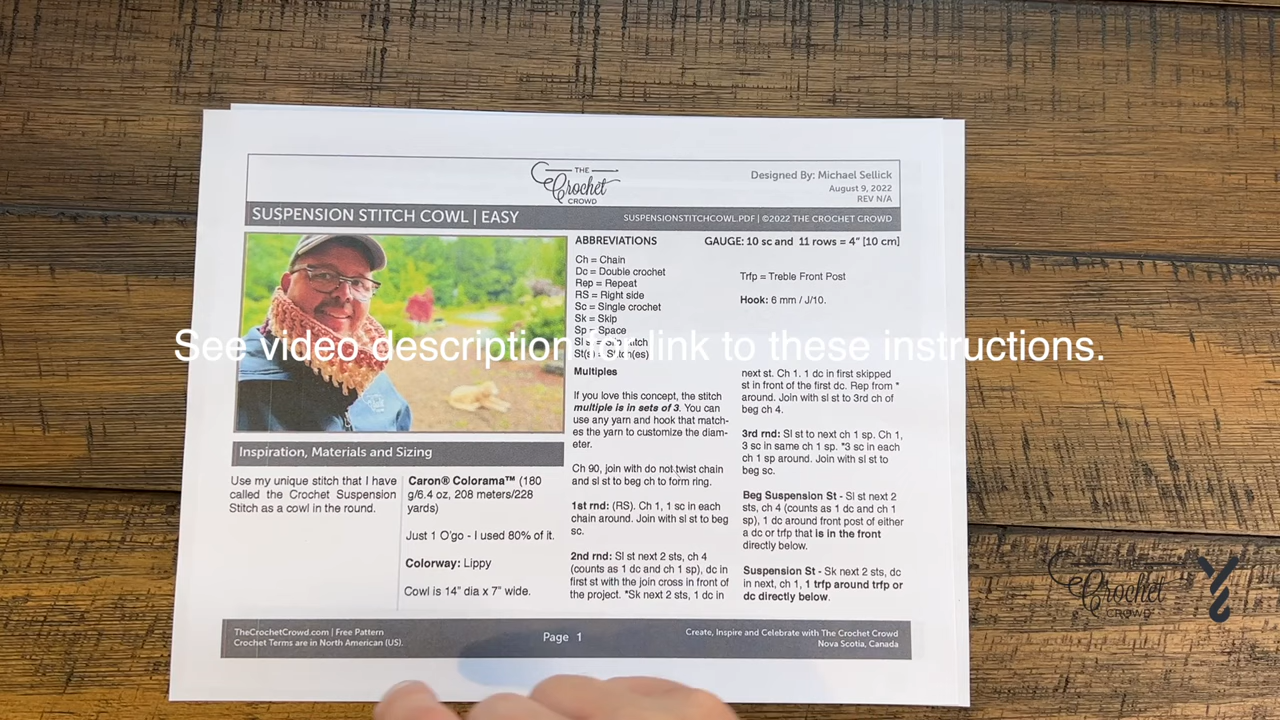 THE
Crochet
CROWD
Designed By: Michael Sellick
August 9, 2022
REV N/A
SUSPENSION STITCH COWL | EASY
SUSPENSIONSTITCHCOWL.PDF | ©2022 THE CROCHET CROWD
ABBREVIATIONS
GAUGE: 10 sc and 11 rows = 4" [10 cm]
Ch = Chain
Dc = Double crochet
Rep = Repeat
RS = Right side
Sc = Single crochet
Sk = Skip
Sp = Space
Trfp = Treble Front Post
Hook: 6 mm / J/10.
See video description for link to these instructions.
Inspiration, Materials and Sizing
Use my unique stitch that I have
called the Crochet Suspension
Stitch as a cowl in the round.
Caron® Colorama™ (180
g/6.4 oz, 208 meters/228
yards)
Just 1 O'go - I used 80% of it.
Colorway: Lippy
Cowl is 14" dia x 7" wide.
Multiples
If you love this concept, the stitch
multiple is in sets of 3. You can
use any yarn and hook that match-
es the yarn to customize the diam-
eter.
Ch 90, join with do not twist chain
and sl st to beg ch to form ring.
1st rnd: (RS). Ch 1, 1 sc in each
chain around. Join with sl st to beg
sc.
2nd rnd: Sl st next 2 sts, ch 4
(counts as 1 dc and ch 1 sp), dc in
first st with the join cross in front of
the project. *Sk next 2 sts, 1 dc in
next st. Ch 1. 1 dc in first skipped
st in front of the first dc. Rep from *
around. Join with sl st to 3rd ch of
beg ch 4.
3rd rnd: Sl st to next ch 1 sp. Ch 1,
3 sc in same ch 1 sp. *3 sc in each
ch 1 sp around. Join with sl st to
beg sc.
Beg Suspension St - Sl st next 2
sts, ch 4 (counts as 1 dc and ch 1
sp), 1 dc around front post of either
a dc or trfp that is in the front
directly below.
Suspension St - Sk next 2 sts, dc
in next, ch 1, 1 trfp around trfp or
dc directly below.
TheCrochetCrowd.com | Free Pattern
Crochet Terms are in North American (US).
Page 1
Create, Inspire and Celebrate with The Crochet Crowd
Nova Scotia, Canada
THE
Crochet
CROWD